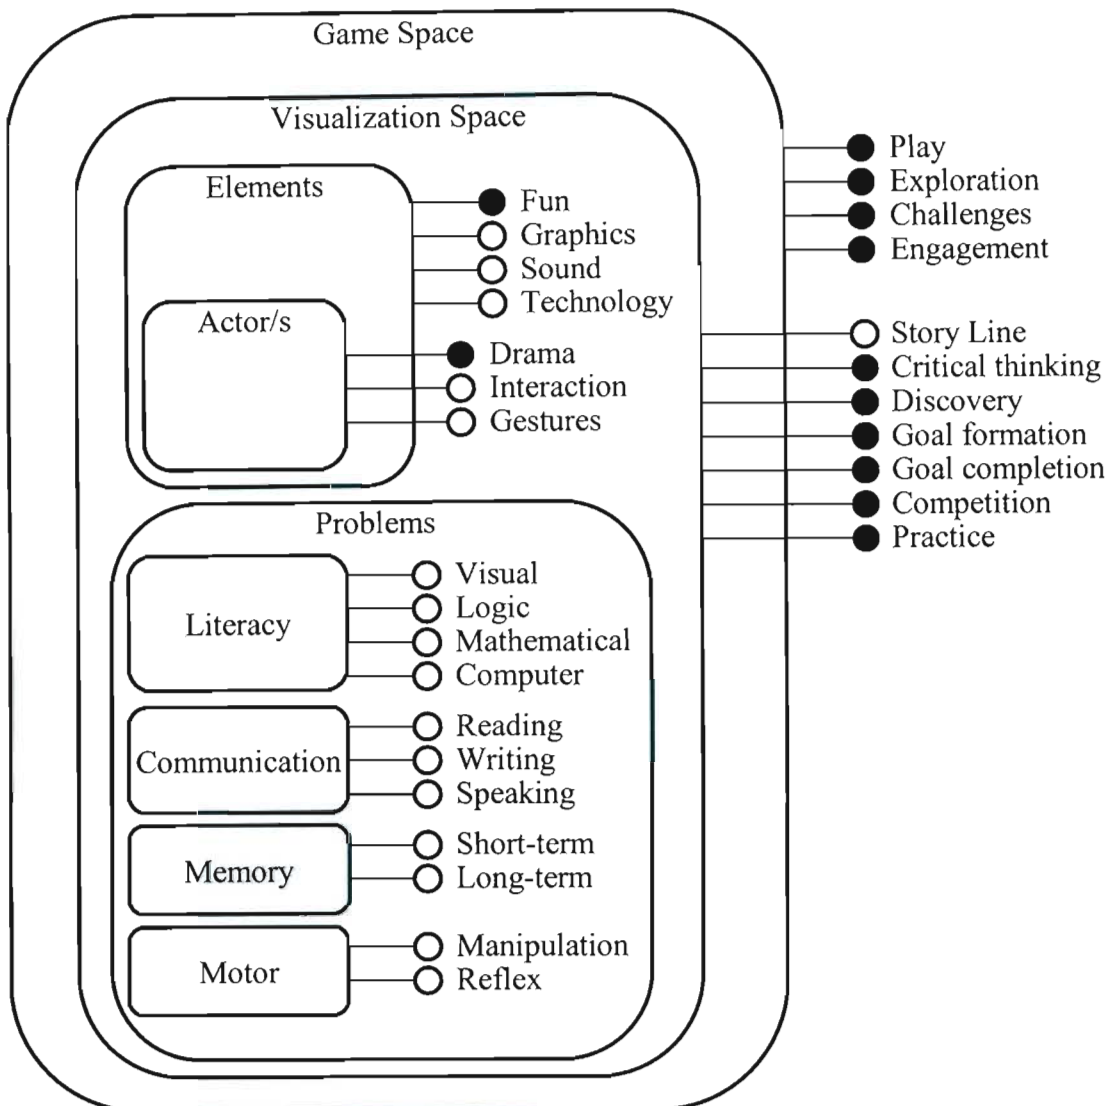 Game Space
Visualization Space
Elements
Fun
Graphics
Sound
Technology
Actor/s
Drama
Interaction
Gestures
Play
Exploration
Challenges
Engagement
Story Line
Critical thinking
Discovery
Goal formation
Goal completion
Competition
Practice
Problems
Literacy
Visual
Logic
Mathematical
Computer
Communication
Reading
Writing
Speaking
Memory
Short-term
Long-term
Motor
Manipulation
Reflex